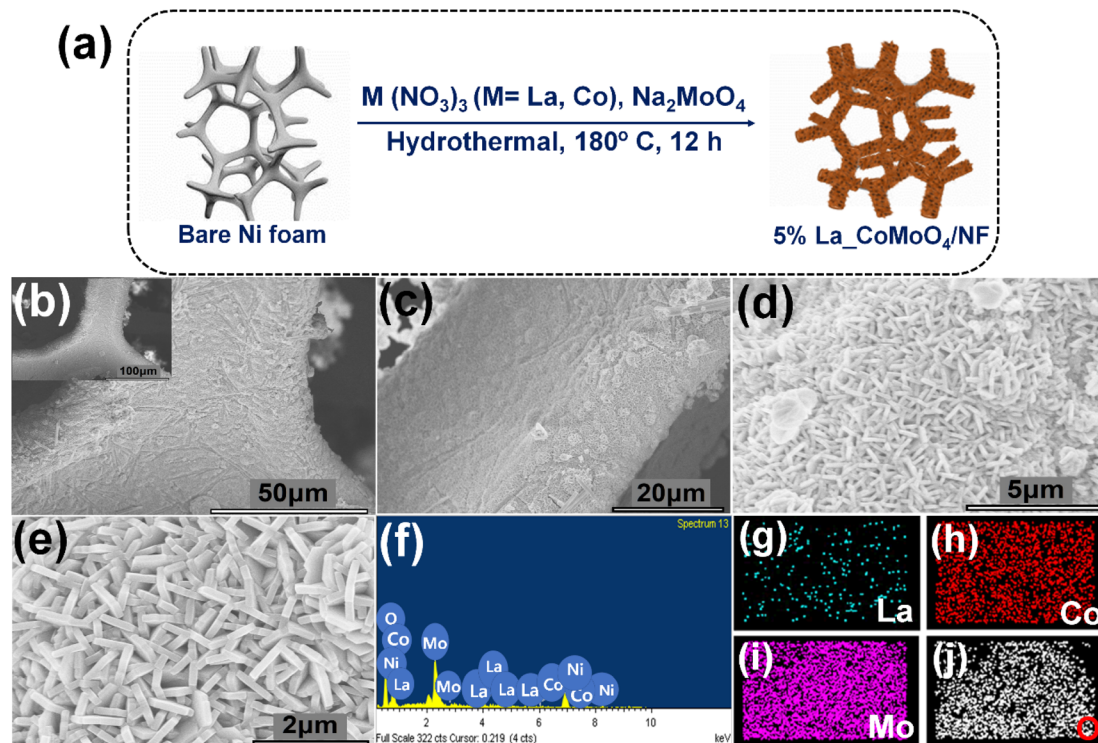 (a)
M (NO₃)₃ (M= La, Co), Na₂MoO₄
Hydrothermal, 180º C, 12 h
Bare Ni foam
5% La_CoMoO₄/NF
(b)
100µm
50µm
(c)
20µm
(d)
5µm
(e)
2µm
(f)
Spectrum 13
O
Co
Ni
La
Mo
Mo
La
La
La
La
Co
Ni
Co
Ni
2
4
6
8
10
Full Scale 322 cts Cursor: 0.219 (4 cts)
keV
(g)
La
(h)
Co
(i)
Mo
(j)
O